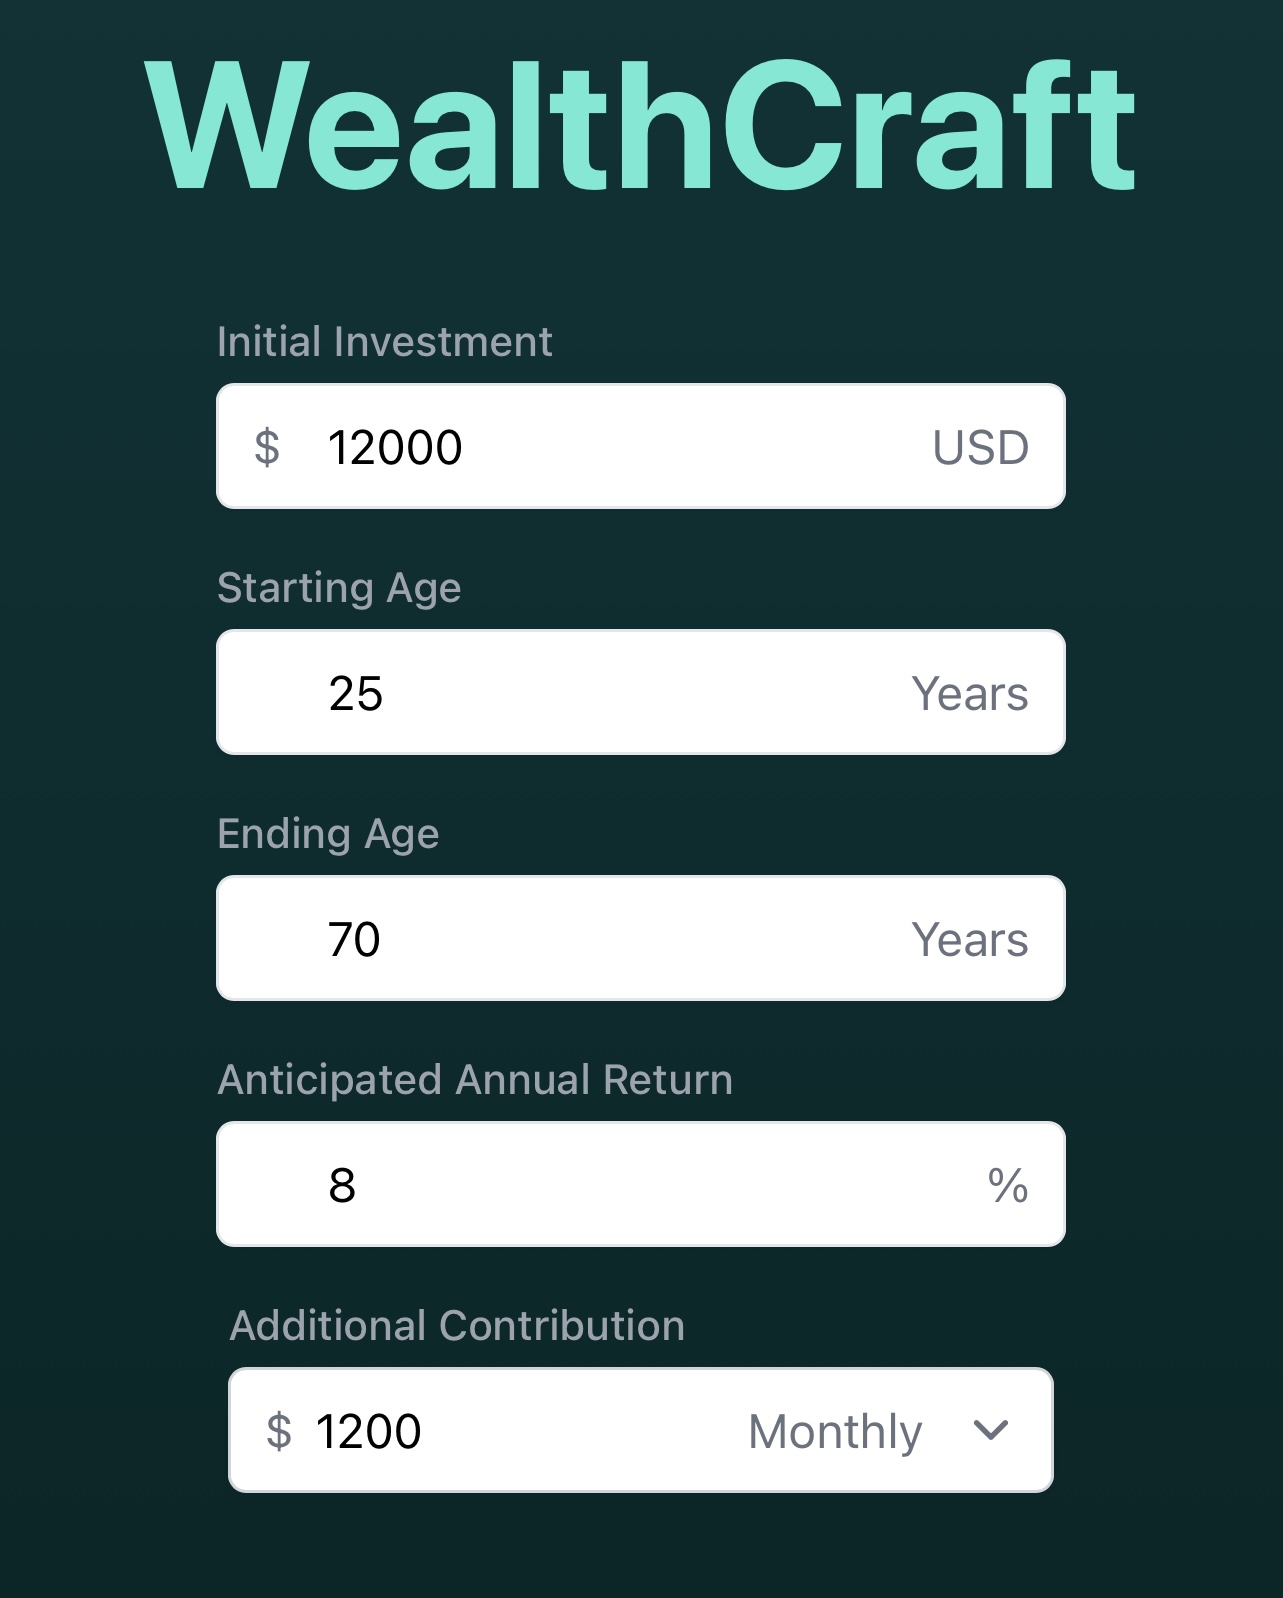 WealthCraft
Initial Investment
$ 12000 USD
Starting Age
25 Years
Ending Age
70 Years
Anticipated Annual Return
8 %
Additional Contribution
$ 1200 Monthly